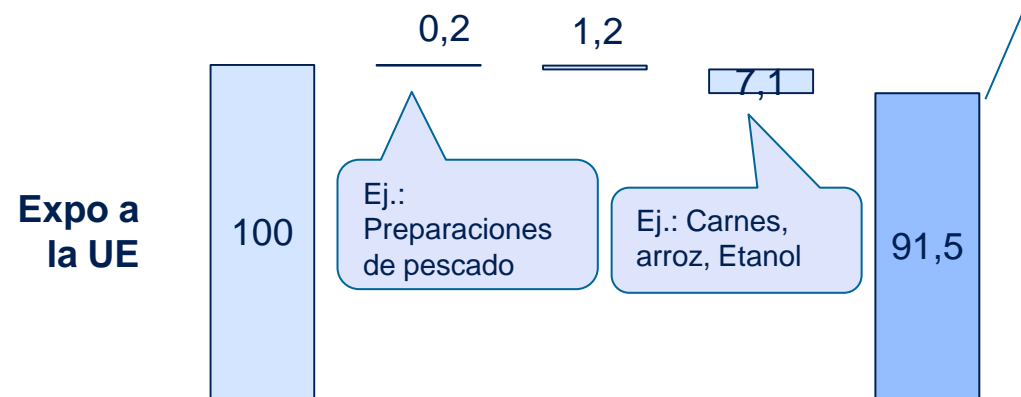 0,2
1,2
7,1
Ej.:
Preparaciones
de pescado
Ej.: Carnes,
arroz, Etanol
Expo a
la UE
100
91,5